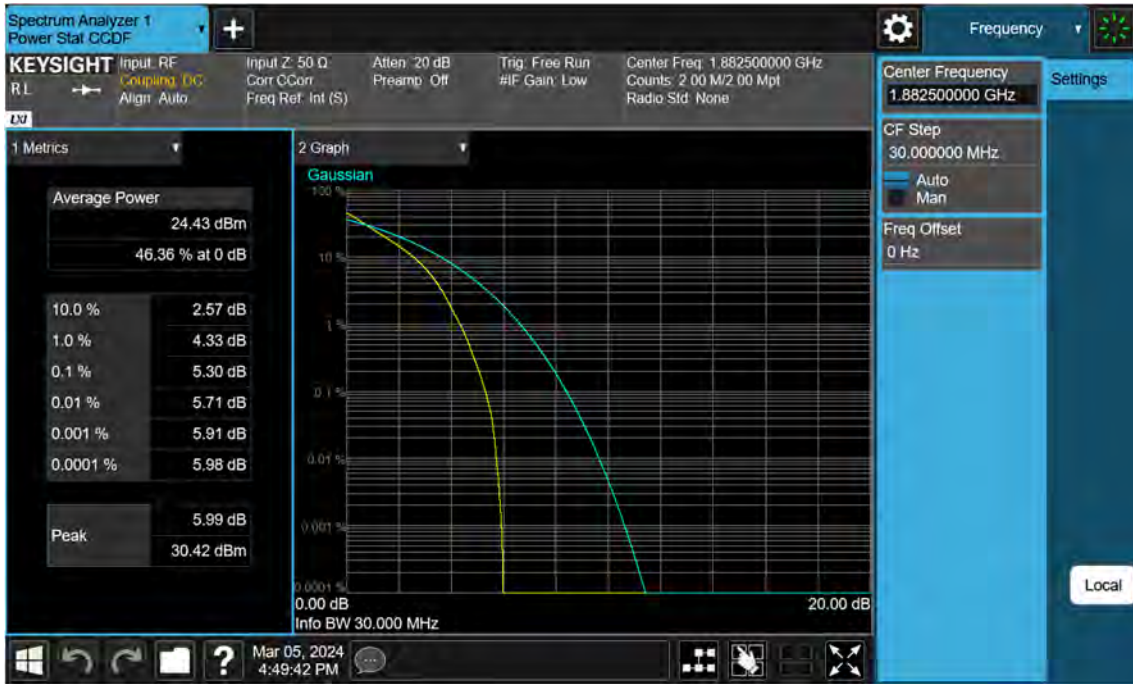 Spectrum Analyzer 1
Power Stat CCDF
Frequency
KEYSIGHT
RL
LXI
Input: RF
Coupling: DC
Align: Auto
Input Z: 50 Ω
Corr CCorr
Freq Ref: Int (S)
Atten: 20 dB
Preamp: Off
Trig: Free Run
#IF Gain: Low
Center Freq: 1.882500000 GHz
Counts: 2.00 M/2.00 Mpt
Radio Std: None
Center Frequency
1.882500000 GHz
Settings
CF Step
30.000000 MHz
Auto
Man
Freq Offset
0 Hz
Local
1 Metrics
Average Power
24.43 dBm
46.36 % at 0 dB
10.0 % 2.57 dB
1.0 % 4.33 dB
0.1 % 5.30 dB
0.01 % 5.71 dB
0.001 % 5.91 dB
0.0001 % 5.98 dB
Peak 5.99 dB
30.42 dBm
2 Graph
Gaussian
100 %
10 %
1 %
0.1 %
0.01 %
0.001 %
0.0001 %
0.00 dB 20.00 dB
Info BW 30.000 MHz
?
Mar 05, 2024
4:49:42 PM